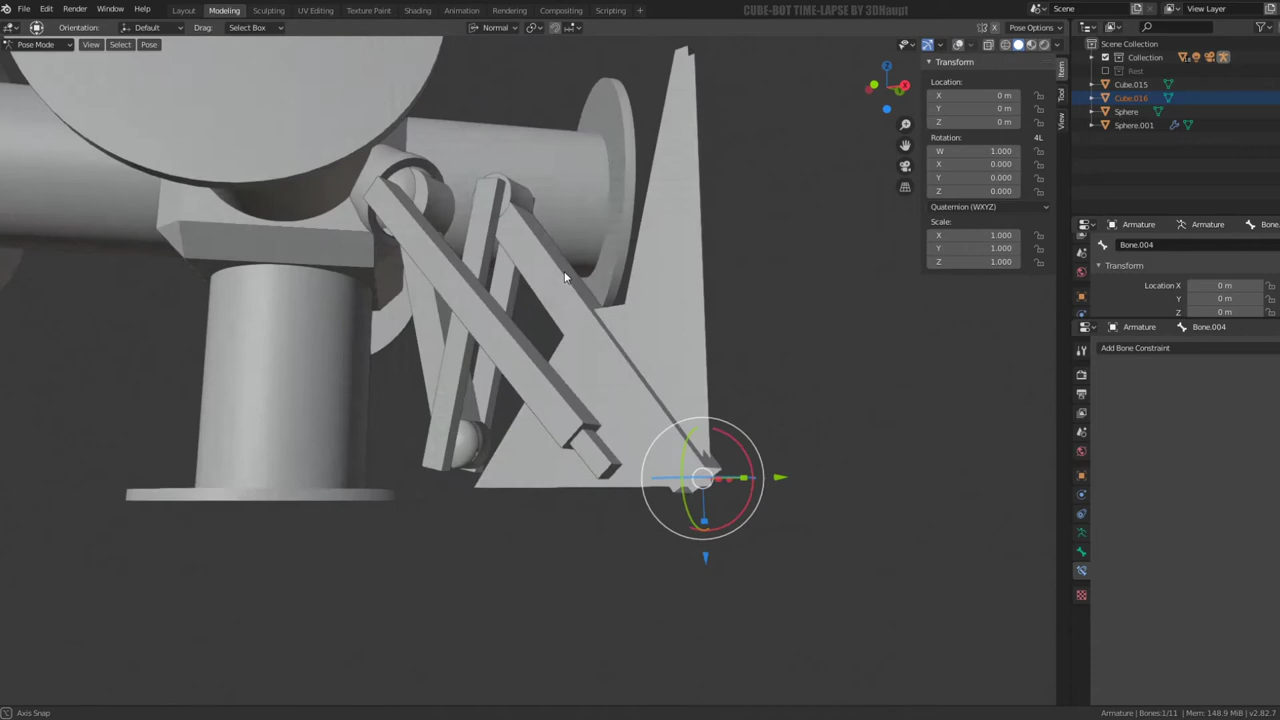 File Edit Render Window Help Layout Modeling Sculpting UV Editing Texture Paint Shading Animation Rendering Compositing Scripting + CUBE-BOT TIME-LAPSE BY 3DHaupt Scene View Layer
Orientation: Default Drag: Select Box Normal Pose Options
Pose Mode View Select Pose
Transform
Location:
X 0 m
Y 0 m
Z 0 m
Rotation: 4L
W 1.000
X 0.000
Y 0.000
Z 0.000
Quaternion (WXYZ)
Scale:
X 1.000
Y 1.000
Z 1.000
Item
Tool
View
Z
X
Scene Collection
Collection
Rest
Cube.015
Cube.016
Sphere
Sphere.001
Armature Armature Bone.
Bone.004
Transform
Location X 0 m
Y 0 m
Z 0 m
Armature Bone.004
Add Bone Constraint
Axis Snap
Armature | Bones:1/11 | Mem: 148.9 MiB | v2.82.7